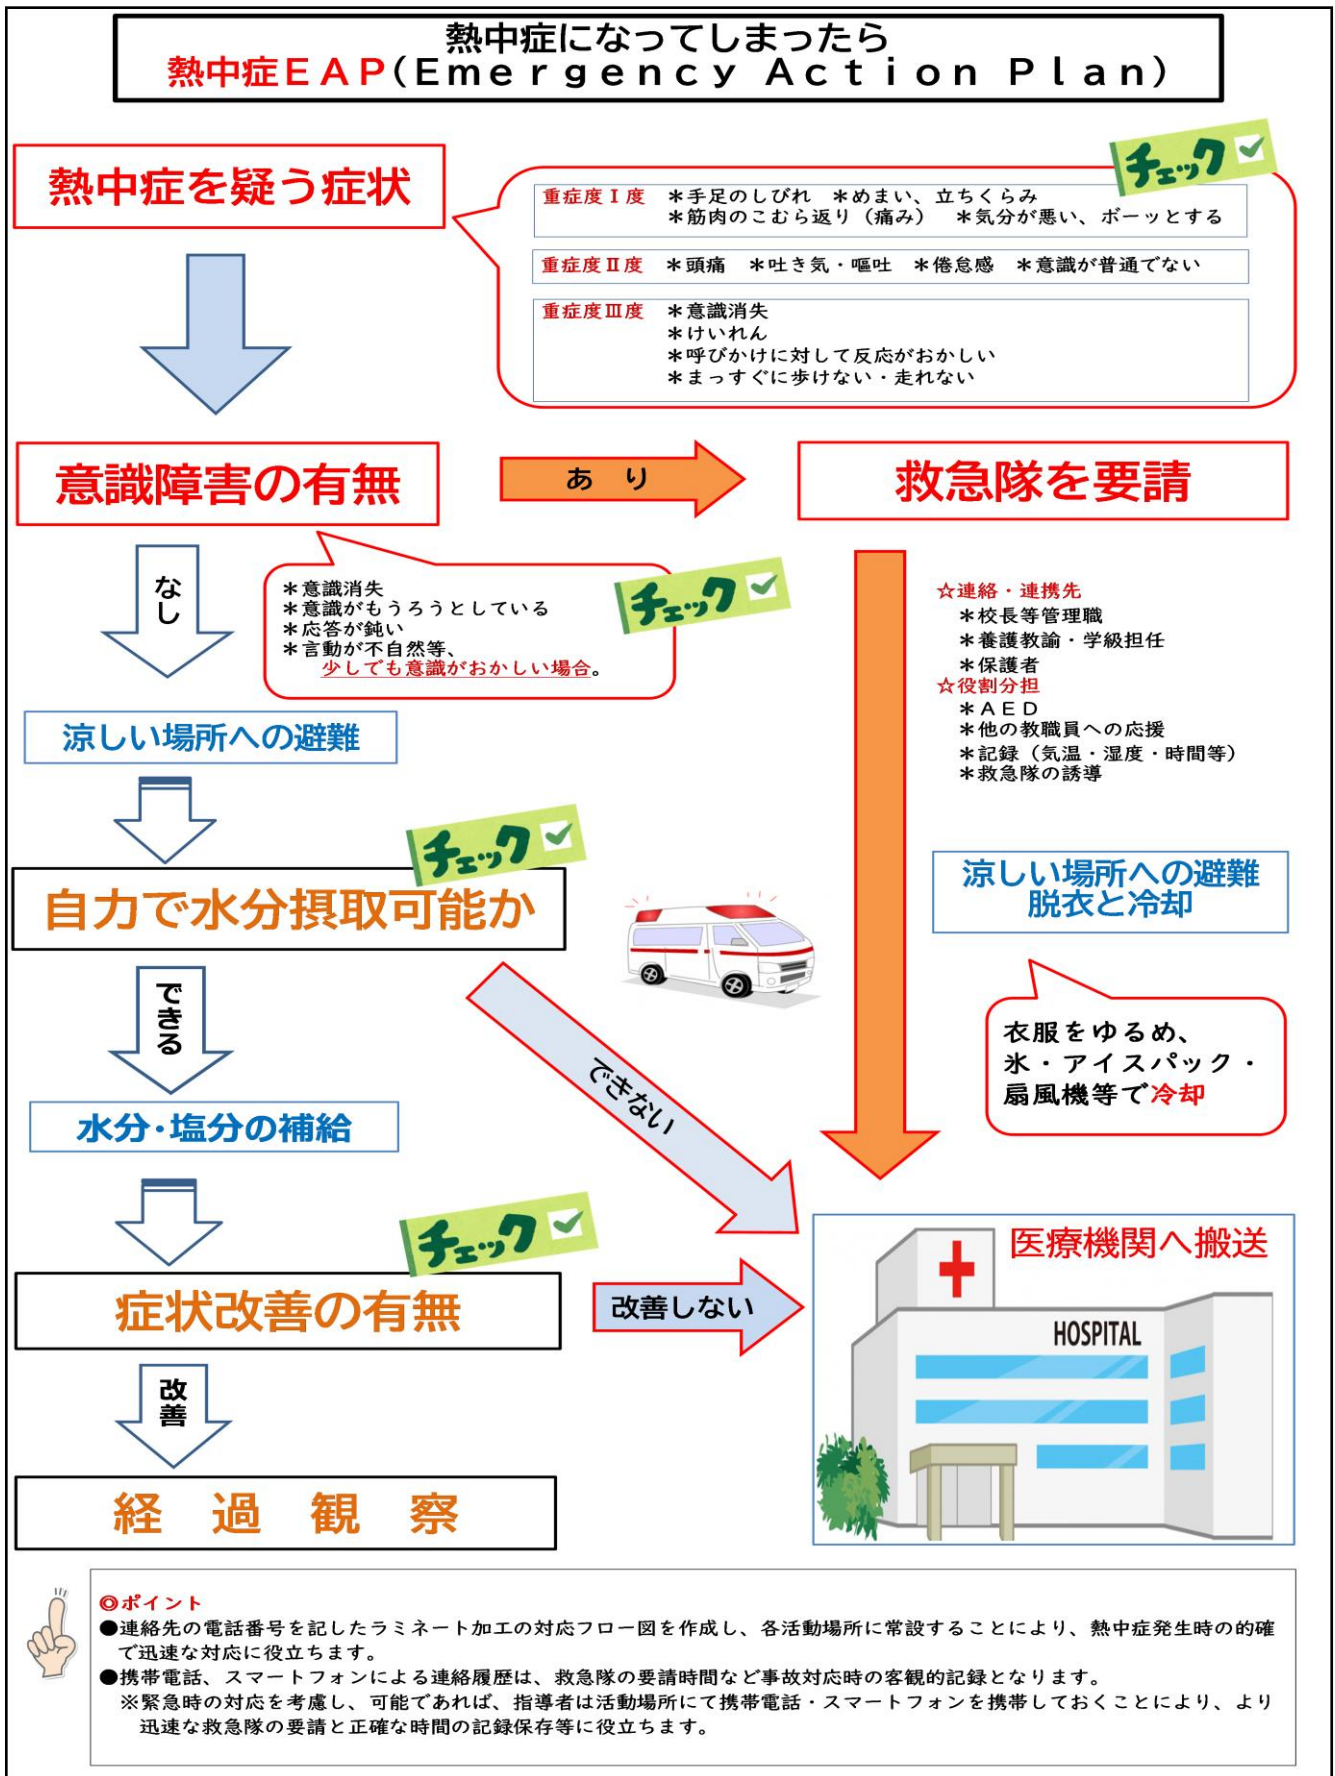 熱中症になってしまったら
熱中症ＥＡＰ(Ｅｍｅｒｇｅｎｃｙ Ａｃｔｉｏｎ Ｐｌａｎ)
チェック
熱中症を疑う症状
重症度Ⅰ度 ＊手足のしびれ ＊めまい、立ちくらみ
＊筋肉のこむら返り（痛み） ＊気分が悪い、ボーッとする
重症度Ⅱ度 ＊頭痛 ＊吐き気・嘔吐 ＊倦怠感 ＊意識が普通でない
重症度Ⅲ度 ＊意識消失
＊けいれん
＊呼びかけに対して反応がおかしい
＊まっすぐに歩けない・走れない
意識障害の有無
あ り
救急隊を要請
なし
チェック
＊意識消失
＊意識がもうろうとしている
＊応答が鈍い
＊言動が不自然等、
少しでも意識がおかしい場合。
☆連絡・連携先
＊校長等管理職
＊養護教諭・学級担任
＊保護者
☆役割分担
＊ＡＥＤ
＊他の教職員への応援
＊記録（気温・湿度・時間等）
＊救急隊の誘導
涼しい場所への避難
チェック
自力で水分摂取可能か
涼しい場所への避難
脱衣と冷却
できる
できない
衣服をゆるめ、
氷・アイスパック・
扇風機等で冷却
水分・塩分の補給
チェック
症状改善の有無
改善しない
医療機関へ搬送
HOSPITAL
改善
経 過 観 察
◎ポイント
●連絡先の電話番号を記したラミネート加工の対応フロー図を作成し、各活動場所に常設することにより、熱中症発生時の的確
で迅速な対応に役立ちます。
●携帯電話、スマートフォンによる連絡履歴は、救急隊の要請時間など事故対応時の客観的記録となります。
※緊急時の対応を考慮し、可能であれば、指導者は活動場所にて携帯電話・スマートフォンを携帯しておくことにより、より
迅速な救急隊の要請と正確な時間の記録保存等に役立ちます。